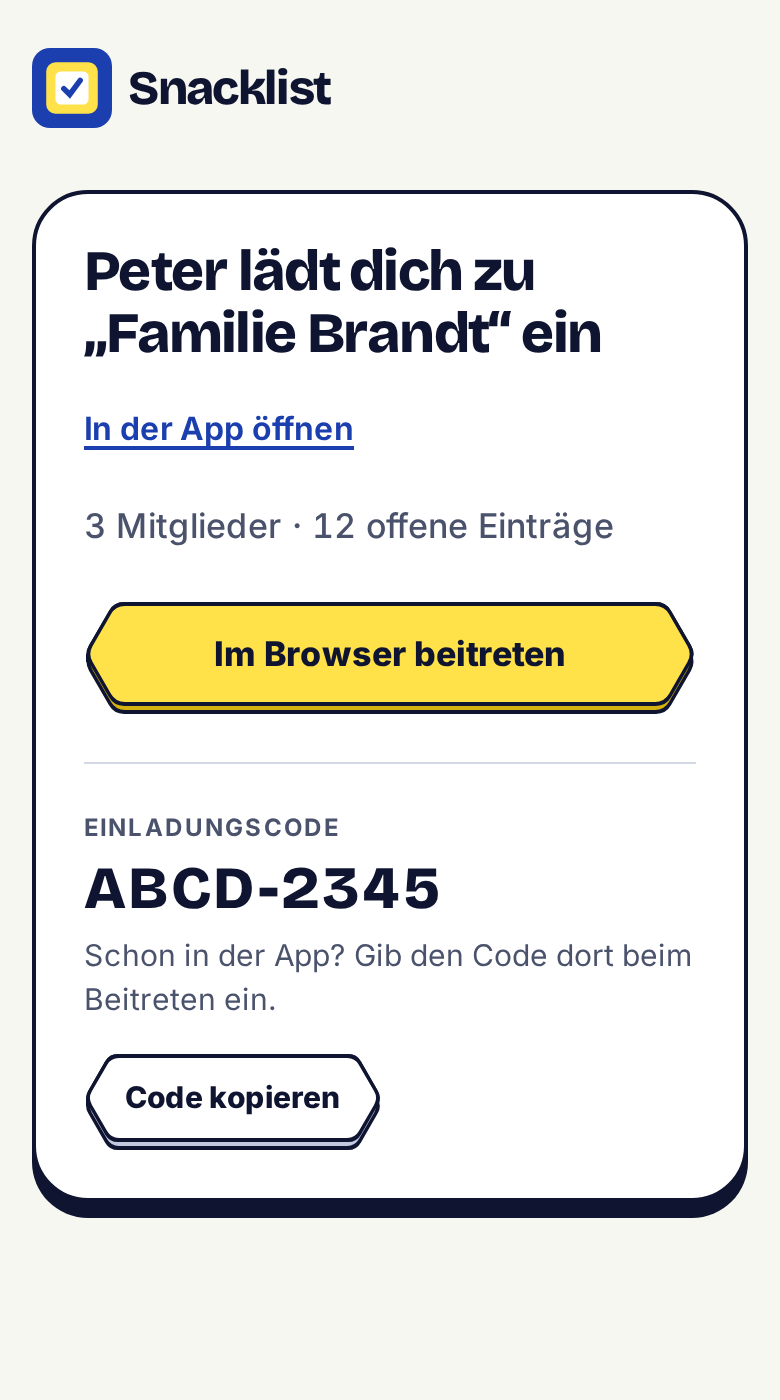 Snacklist
Peter lädt dich zu
„Familie Brandt“ ein
In der App öffnen
3 Mitglieder · 12 offene Einträge
Im Browser beitreten
EINLADUNGSCODE
ABCD-2345
Schon in der App? Gib den Code dort beim
Beitreten ein.
Code kopieren